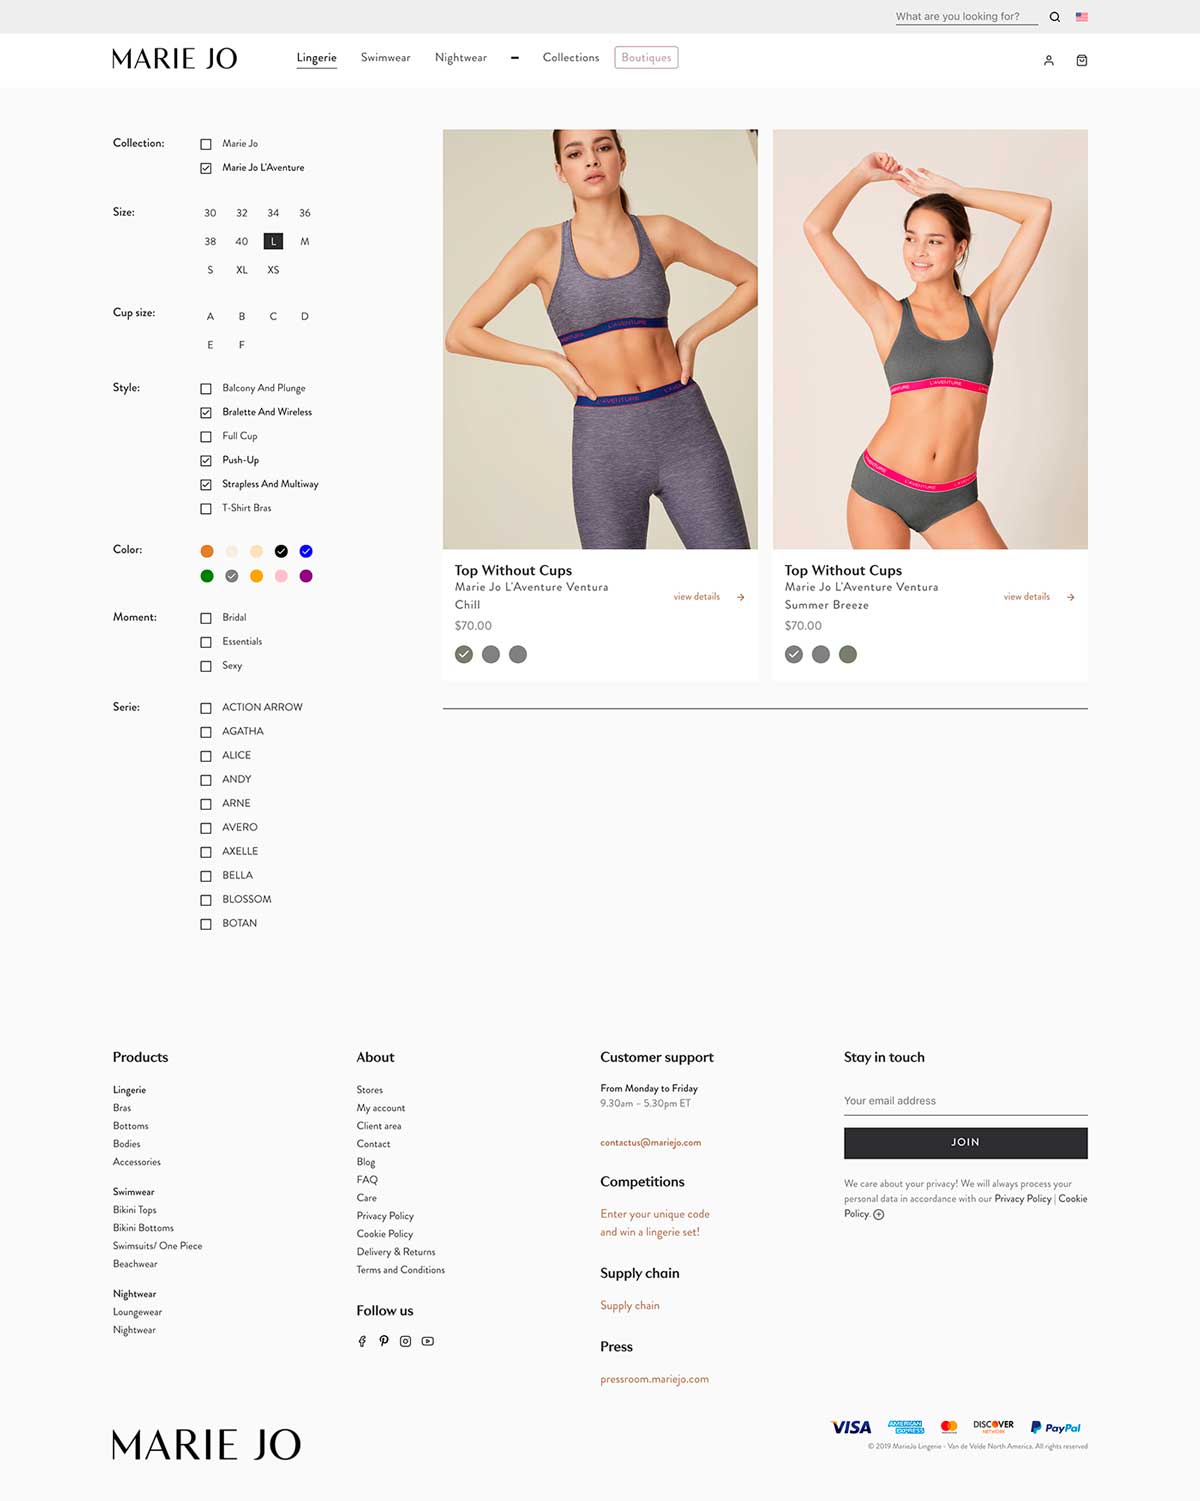 What are you looking for?
MARIE JO
Lingerie Swimwear Nightwear Collections Boutiques
Collection:
Marie Jo
Marie Jo L'Aventure
Size:
30 32 34 36
38 40 L M
S XL XS
Cup size:
A B C D
E F
Style:
Balcony And Plunge
Bralette And Wireless
Full Cup
Push-Up
Strapless And Multiway
T-Shirt Bras
Color:
Moment:
Bridal
Essentials
Sexy
Serie:
ACTION ARROW
AGATHA
ALICE
ANDY
ARNE
AVERO
AXELLE
BELLA
BLOSSOM
BOTAN
L'AVENTURE
L'AVENTURE
Top Without Cups
Marie Jo L'Aventure Ventura
Chill
$70.00
view details
L'AVENTURE
L'AVENTURE
Top Without Cups
Marie Jo L'Aventure Ventura
Summer Breeze
$70.00
view details
Products
Lingerie
Bras
Bottoms
Bodies
Accessories
Swimwear
Bikini Tops
Bikini Bottoms
Swimsuits/ One Piece
Beachwear
Nightwear
Loungewear
Nightwear
About
Stores
My account
Client area
Contact
Blog
FAQ
Care
Privacy Policy
Cookie Policy
Delivery & Returns
Terms and Conditions
Follow us
Customer support
From Monday to Friday
9.30am – 5.30pm ET
contactus@mariejo.com
Competitions
Enter your unique code
and win a lingerie set!
Supply chain
Supply chain
Press
pressroom.mariejo.com
Stay in touch
Your email address
JOIN
We care about your privacy! We will always process your
personal data in accordance with our Privacy Policy | Cookie
Policy.
MARIE JO
VISA AMERICAN EXPRESS DISCOVER NETWORK PayPal
© 2019 MarieJo Lingerie - Van de Velde North America. All rights reserved